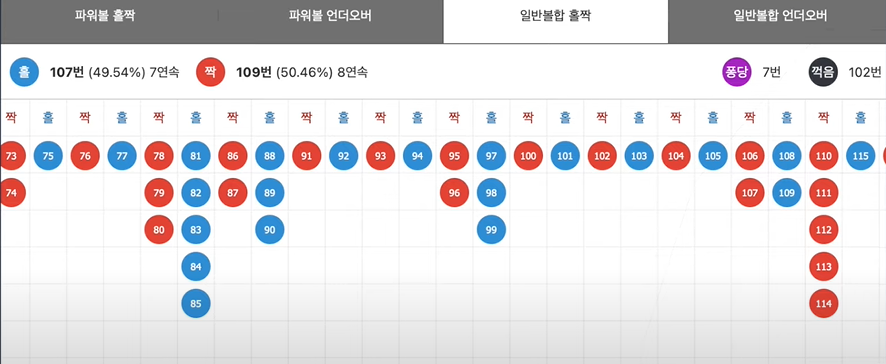 파워볼 홀짝 파워볼 언더오버 일반볼합 홀짝 일반볼합 언더오버
홀 107번 (49.54%) 7연속 짝 109번 (50.46%) 8연속 퐁당 7번 꺽음 102번
짝 홀 짝 홀 짝 홀 짝 홀 짝 홀 짝 홀 짝 홀 짝 홀 짝 홀 짝 홀 짝 홀 짝 홀
73 75 76 77 78 81 86 88 91 92 93 94 95 97 100 101 102 103 104 105 106 108 110 115
74 79 82 87 89 96 98 107 109 111
80 83 90 99 112
84 113
85 114